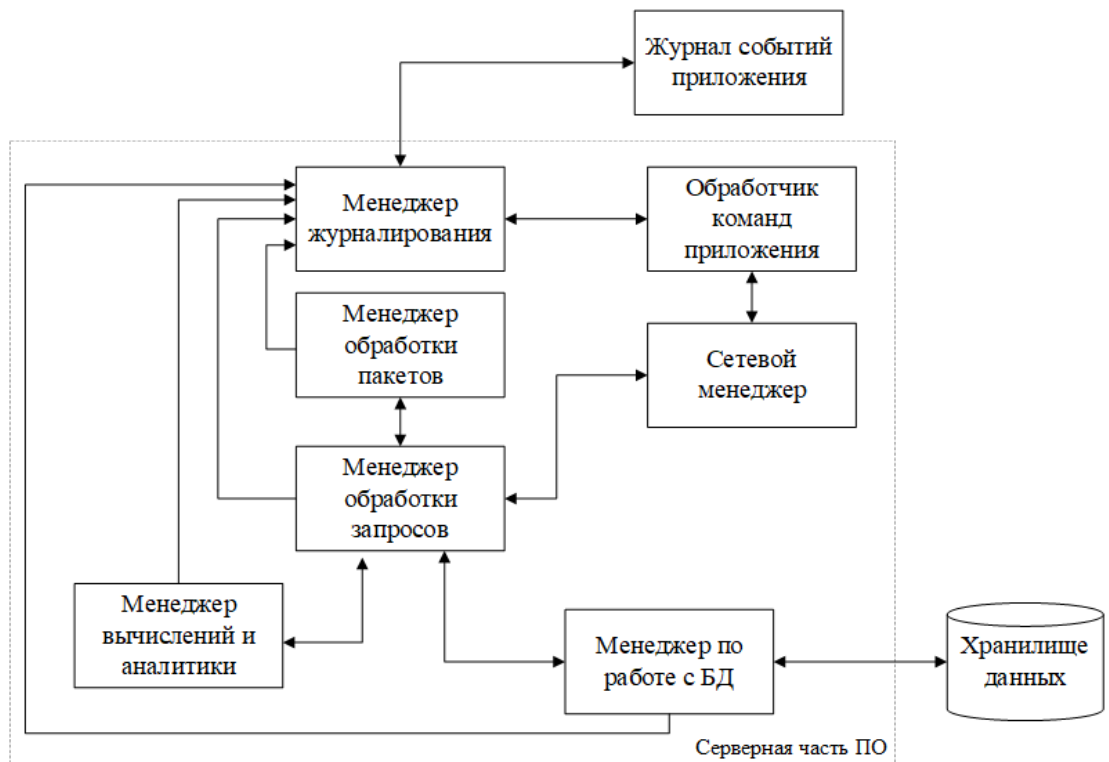 Журнал событий
приложения
Менеджер
журналирования
Обработчик
команд
приложения
Менеджер
обработки
пакетов
Сетевой
менеджер
Менеджер
обработки
запросов
Менеджер
вычислений и
аналитики
Менеджер по
работе с БД
Хранилище
данных
Серверная часть ПО